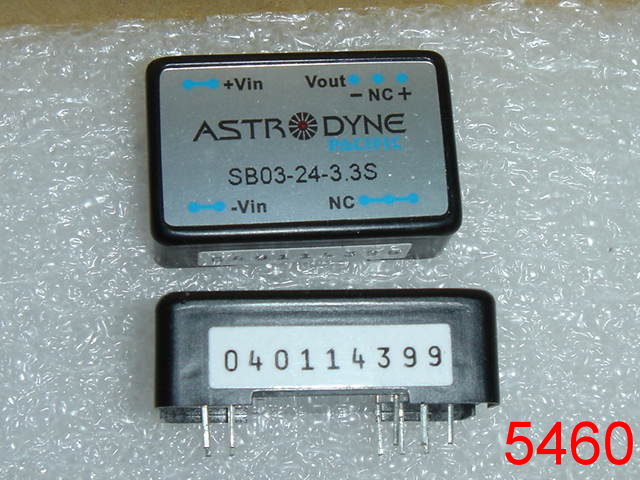 +Vin Vout
− NC +
ASTRODYNE
PACIFIC
SB03-24-3.3S
-Vin NC
040114399
5460